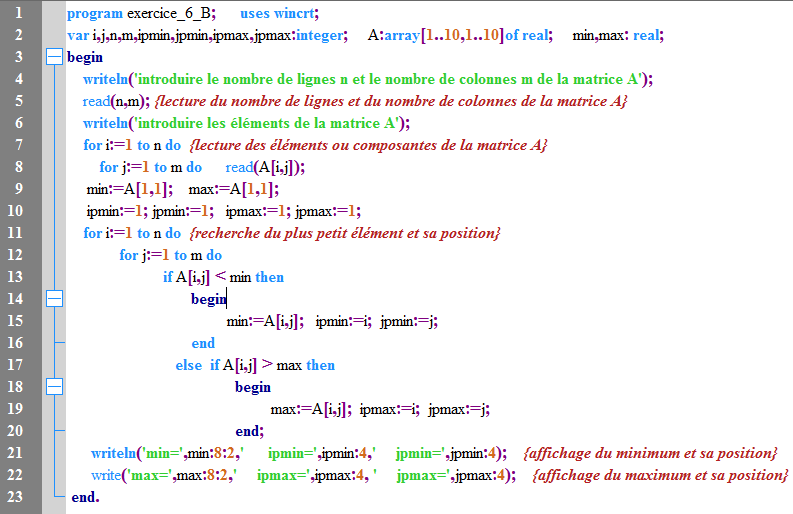 1 program exercice_6_B; uses wincrt;
2 var i,j,n,m,ipmin,jpmin,ipmax,jpmax:integer; A:array[1..10,1..10]of real; min,max: real;
3 begin
4 writeln('introduire le nombre de lignes n et le nombre de colonnes m de la matrice A');
5 read(n,m); {lecture du nombre de lignes et du nombre de colonnes de la matrice A}
6 writeln('introduire les éléments de la matrice A');
7 for i:=1 to n do {lecture des éléments ou composantes de la matrice A}
8 for j:=1 to m do read(A[i,j]);
9 min:=A[1,1]; max:=A[1,1];
10 ipmin:=1; jpmin:=1; ipmax:=1; jpmax:=1;
11 for i:=1 to n do {recherche du plus petit élément et sa position}
12 for j:=1 to m do
13 if A[i,j] < min then
14 begin
15 min:=A[i,j]; ipmin:=i; jpmin:=j;
16 end
17 else if A[i,j] > max then
18 begin
19 max:=A[i,j]; ipmax:=i; jpmax:=j;
20 end;
21 writeln('min=',min:8:2,' ipmin=',ipmin:4,' jpmin=',jpmin:4); {affichage du minimum et sa position}
22 write('max=',max:8:2,' ipmax=',ipmax:4, ' jpmax=',jpmax:4); {affichage du maximum et sa position}
23 end.